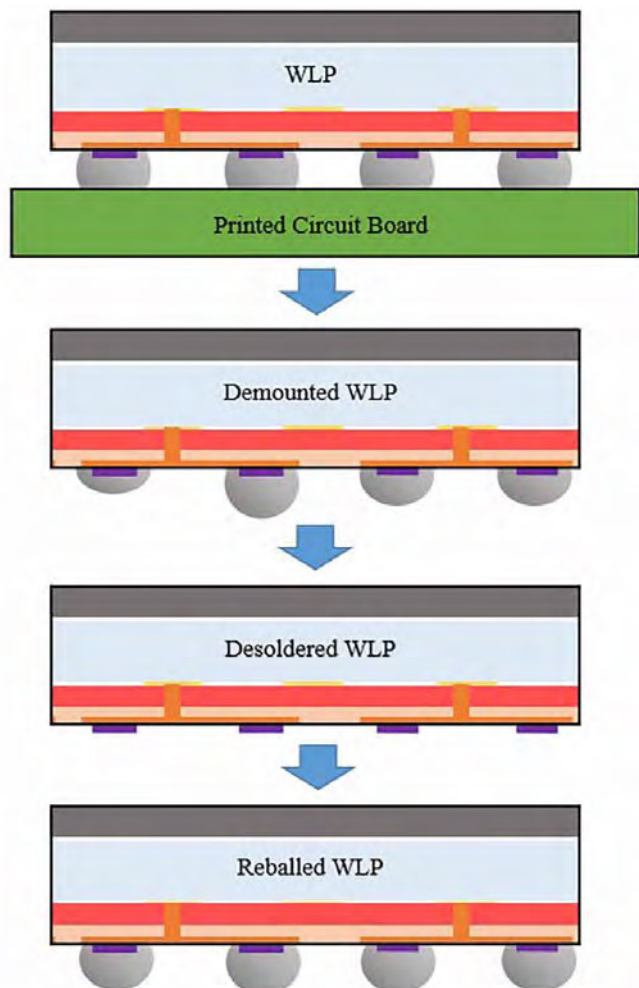 WLP
Printed Circuit Board
Demounted WLP
Desoldered WLP
Reballed WLP